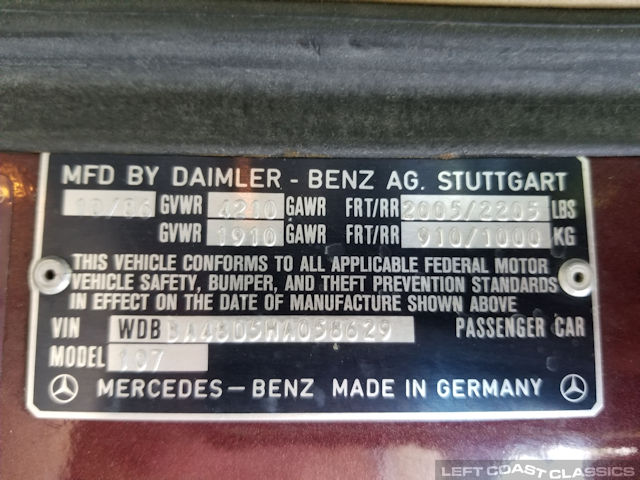 MFD BY DAIMLER - BENZ AG. STUTTGART
10/86 GVWR 4210 GAWR FRT/RR 2005/2205 LBS
GVWR 1910 GAWR FRT/RR 910/1000 KG
THIS VEHICLE CONFORMS TO ALL APPLICABLE FEDERAL MOTOR
VEHICLE SAFETY, BUMPER, AND THEFT PREVENTION STANDARDS
IN EFFECT ON THE DATE OF MANUFACTURE SHOWN ABOVE
VIN WDBBA48D5HA058629 PASSENGER CAR
MODEL 107
MERCEDES-BENZ MADE IN GERMANY
LEFT COAST CLASSICS